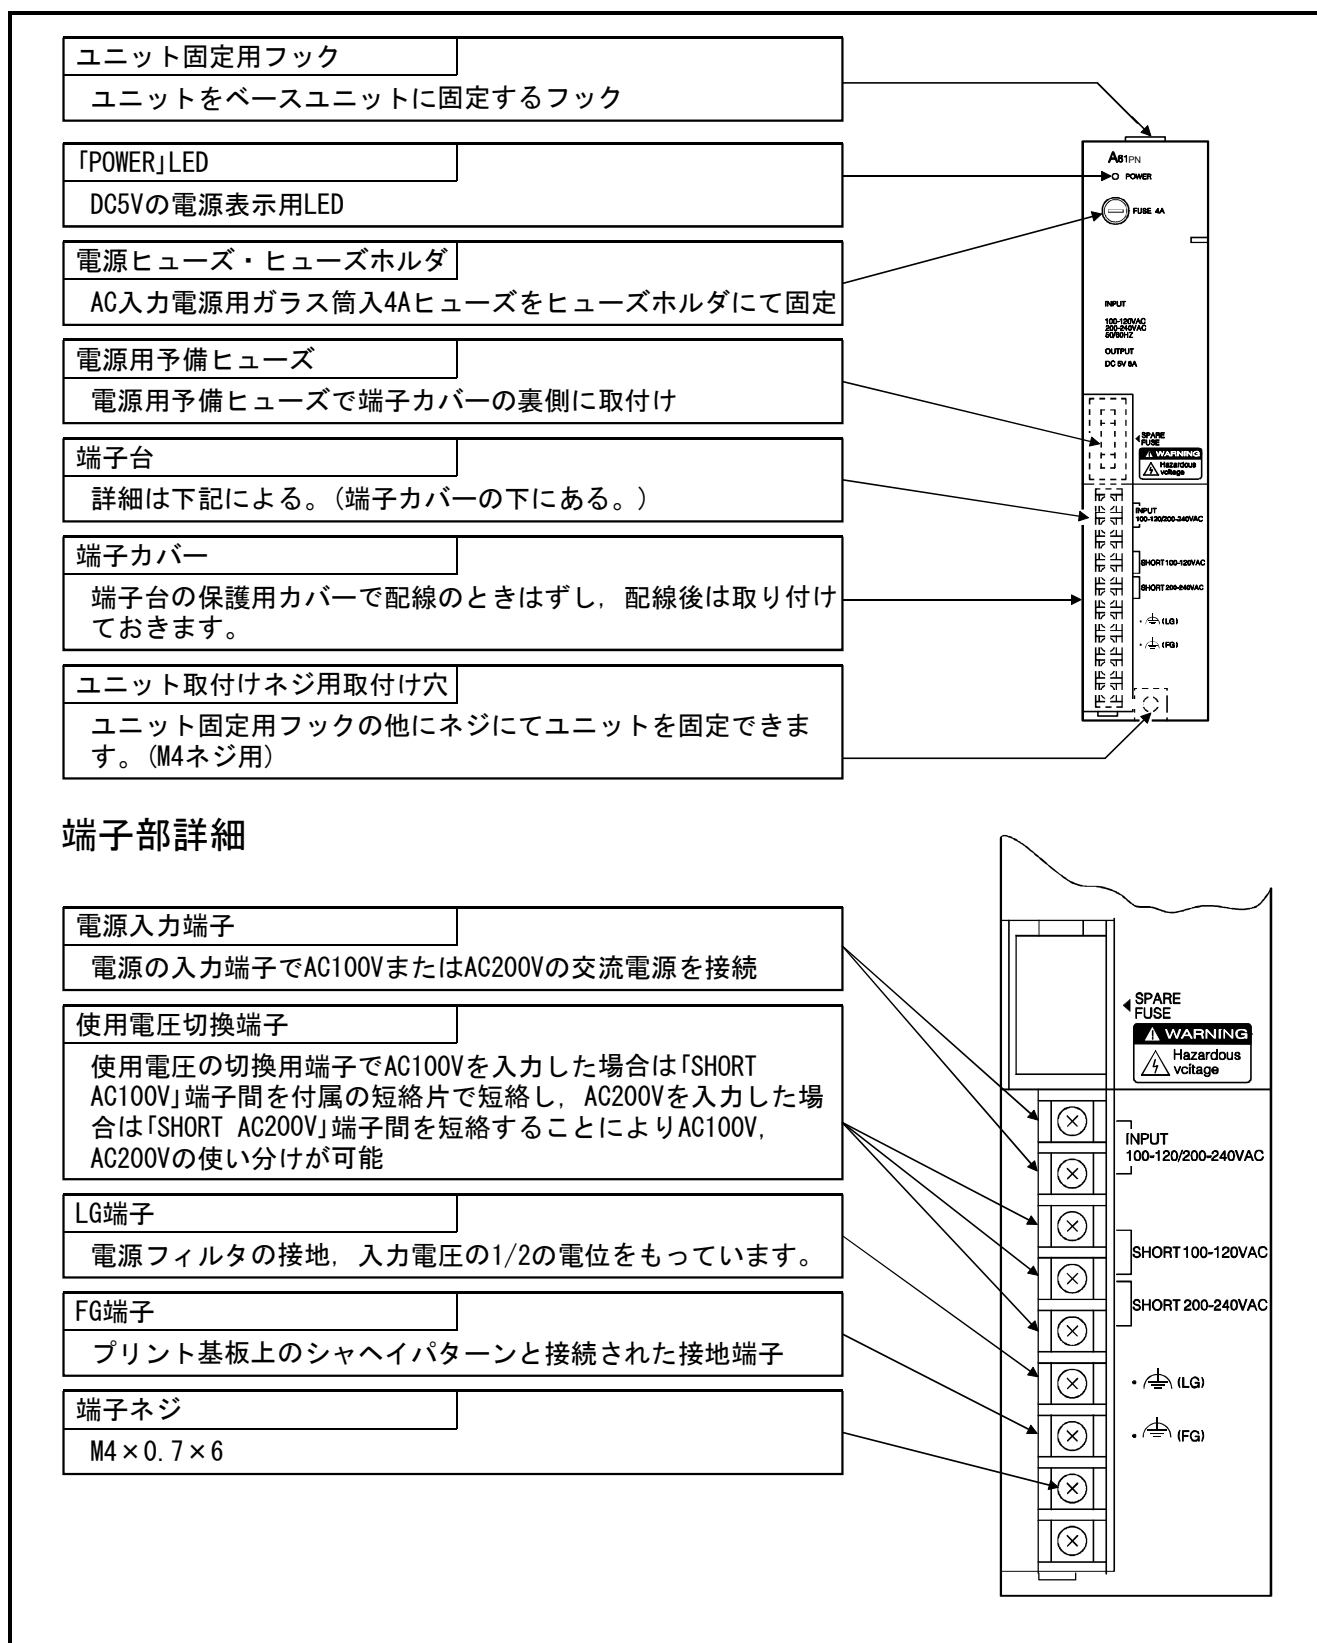 ユニット固定用フック
ユニットをベースユニットに固定するフック
「POWER」LED
DC5Vの電源表示用LED
電源ヒューズ・ヒューズホルダ
AC入力電源用ガラス筒入4Aヒューズをヒューズホルダにて固定
電源用予備ヒューズ
電源用予備ヒューズで端子カバーの裏側に取付け
端子台
詳細は下記による。(端子カバーの下にある。)
端子カバー
端子台の保護用カバーで配線のときはずし，配線後は取り付け
ておきます。
ユニット取付けネジ用取付け穴
ユニット固定用フックの他にネジにてユニットを固定できま
す。(M4ネジ用)
A61PN
POWER
FUSE 4A
INPUT
100-120VAC
200-240VAC
50/60HZ
OUTPUT
DC 5V 8A
SPARE
FUSE
WARNING
Hazardous
vcitage
INPUT
100-120/200-240VAC
SHORT 100-120VAC
SHORT 200-240VAC
(LG)
(FG)
端子部詳細
電源入力端子
電源の入力端子でAC100VまたはAC200Vの交流電源を接続
使用電圧切換端子
使用電圧の切換用端子でAC100Vを入力した場合は「SHORT
AC100V」端子間を付属の短絡片で短絡し，AC200Vを入力した場
合は「SHORT AC200V」端子間を短絡することによりAC100V，
AC200Vの使い分けが可能
LG端子
電源フィルタの接地，入力電圧の1/2の電位をもっています。
FG端子
プリント基板上のシャヘイパターンと接続された接地端子
端子ネジ
M4×0.7×6
SPARE
FUSE
WARNING
Hazardous
vcitage
INPUT
100-120/200-240VAC
SHORT 100-120VAC
SHORT 200-240VAC
(LG)
(FG)